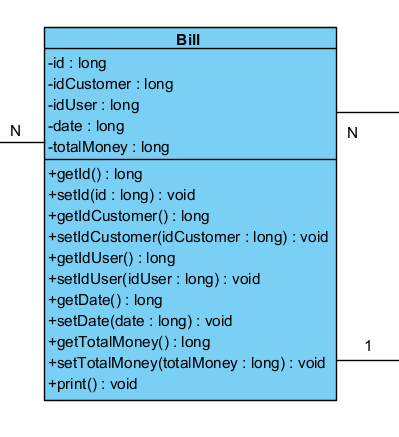 Bill
-id : long
-idCustomer : long
-idUser : long
-date : long
-totalMoney : long
N
N
+getId() : long
+setId(id : long) : void
+getIdCustomer() : long
+setIdCustomer(idCustomer : long) : void
+getIdUser() : long
+setIdUser(idUser : long) : void
+getDate() : long
+setDate(date : long) : void
+getTotalMoney() : long
+setTotalMoney(totalMoney : long) : void
+print() : void
1